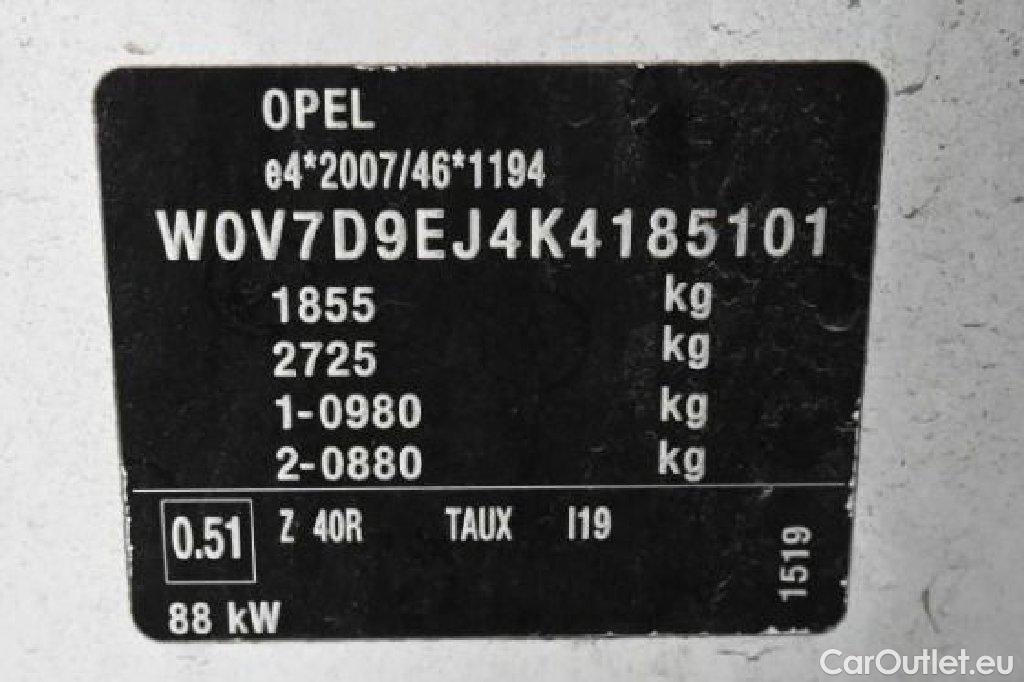 OPEL
e4*2007/46*1194
W0V7D9EJ4K4185101
1855 kg
2725 kg
1-0980 kg
2-0880 kg
0.51 Z 40R TAUX I19
1519
88 kW
CarOutlet.eu